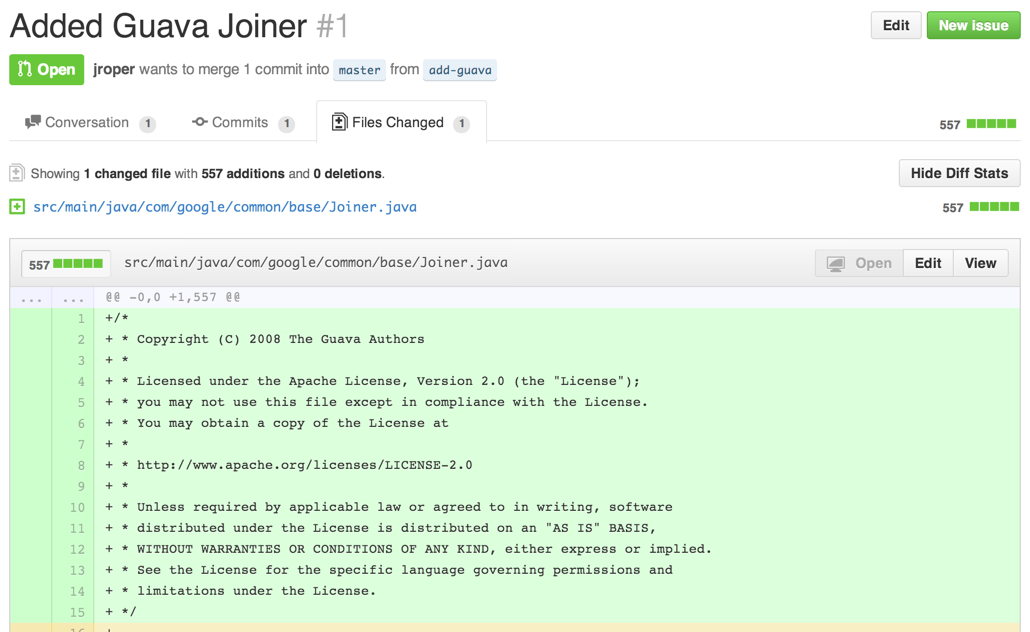 Added Guava Joiner #1
Edit
New issue
Open
jroper wants to merge 1 commit into master from add-guava
Conversation 1
Commits 1
Files Changed 1
557
Showing 1 changed file with 557 additions and 0 deletions.
Hide Diff Stats
src/main/java/com/google/common/base/Joiner.java
557
557
src/main/java/com/google/common/base/Joiner.java
Open
Edit
View
... ... @@ -0,0 +1,557 @@
1 +/*
2 + * Copyright (C) 2008 The Guava Authors
3 + *
4 + * Licensed under the Apache License, Version 2.0 (the "License");
5 + * you may not use this file except in compliance with the License.
6 + * You may obtain a copy of the License at
7 + *
8 + * http://www.apache.org/licenses/LICENSE-2.0
9 + *
10 + * Unless required by applicable law or agreed to in writing, software
11 + * distributed under the License is distributed on an "AS IS" BASIS,
12 + * WITHOUT WARRANTIES OR CONDITIONS OF ANY KIND, either express or implied.
13 + * See the License for the specific language governing permissions and
14 + * limitations under the License.
15 + */
16 +